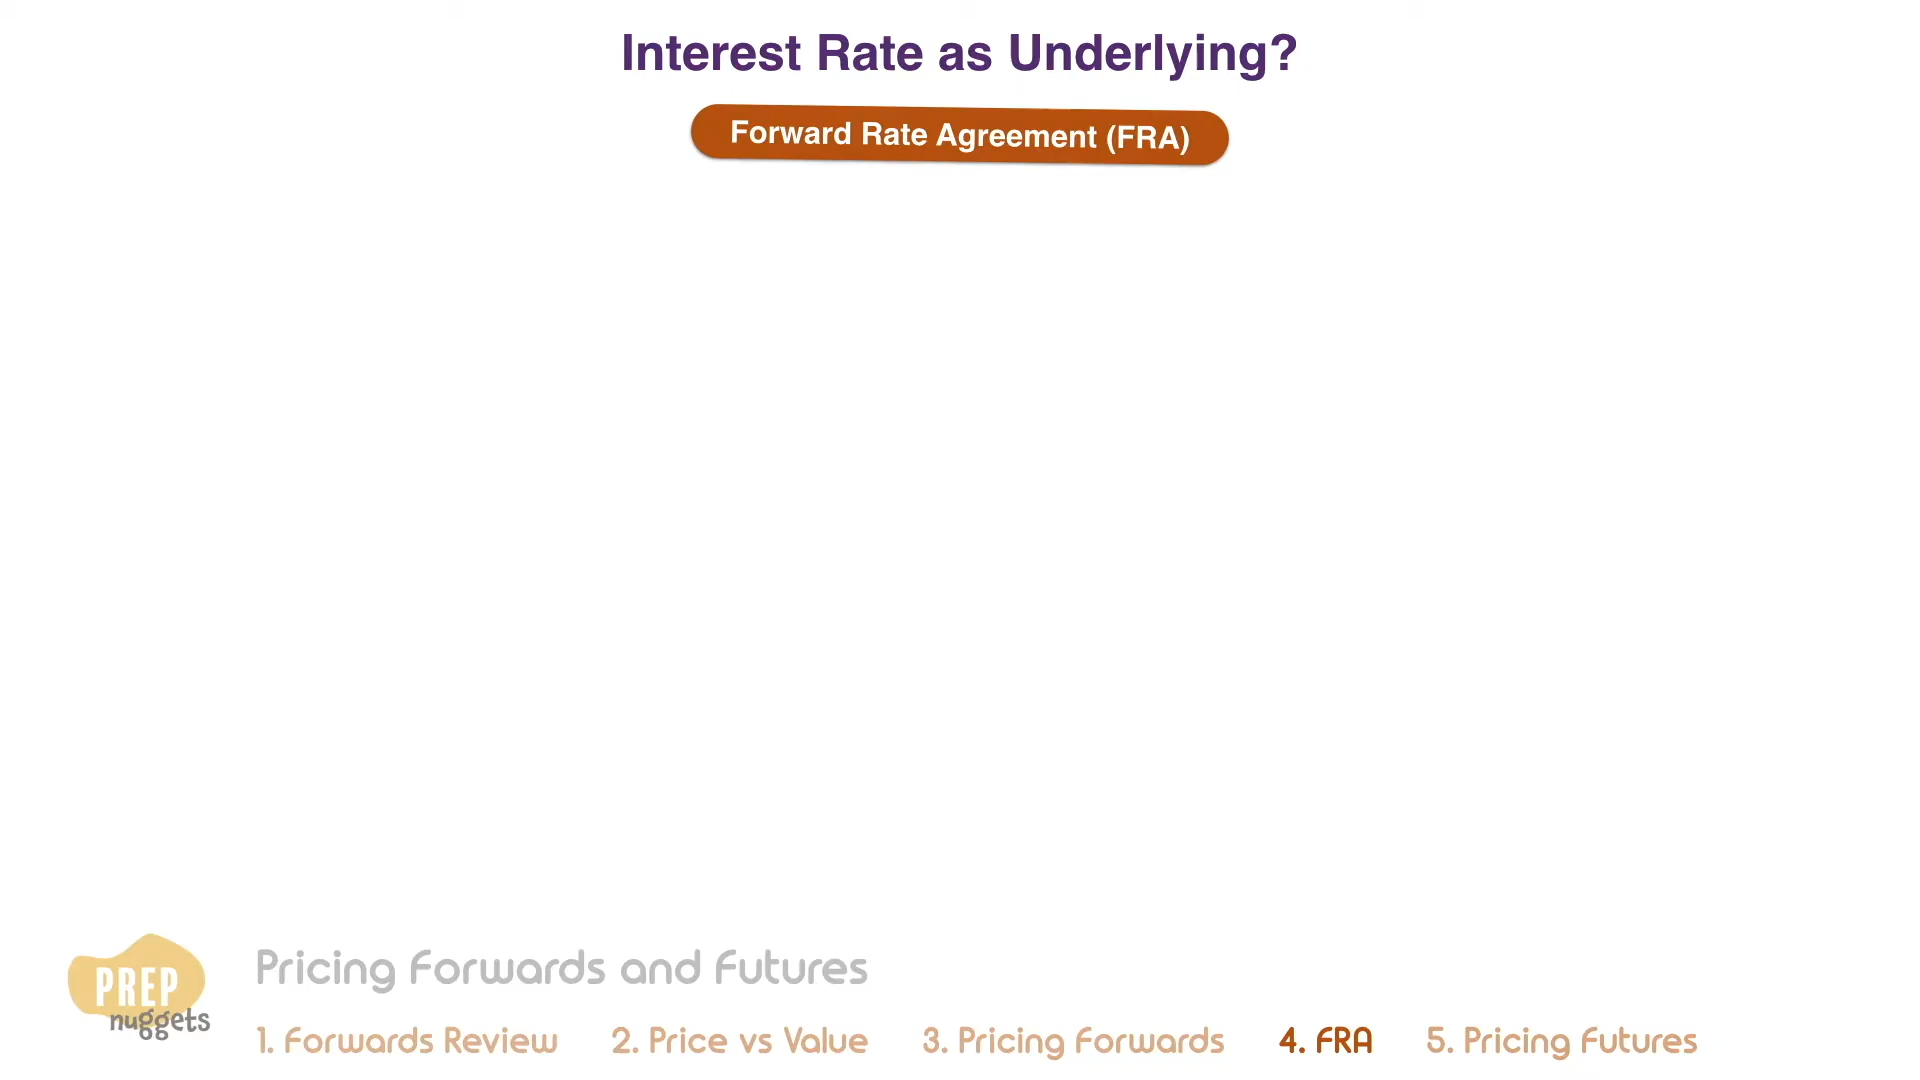 Interest Rate as Underlying?
Forward Rate Agreement (FRA)
PREP
nuggets
Pricing Forwards and Futures
1. Forwards Review 2. Price vs Value 3. Pricing Forwards 4. FRA 5. Pricing Futures